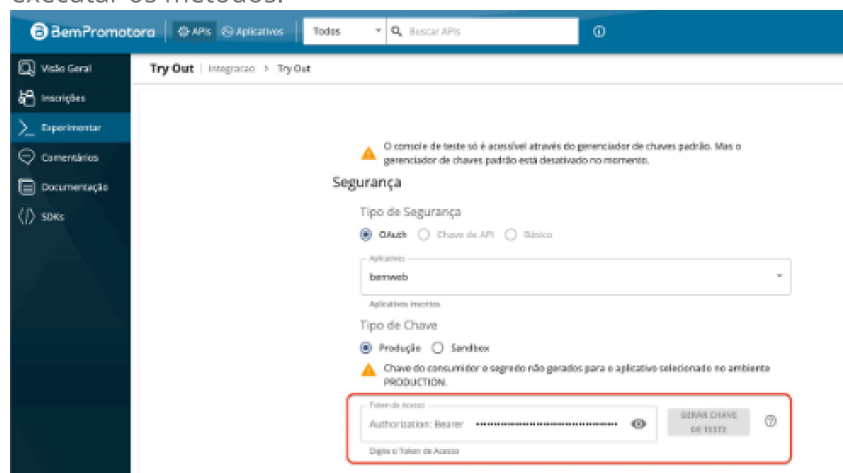 executar os métodos.
BemPromotora APIs Aplicativos Todos Buscar APIs
Visão Geral
Inscrições
Experimentar
Comentários
Documentação
SDKs
Try Out | Integracao > Try Out
O console de teste só é acessível através do gerenciador de chaves padrão. Mas o
gerenciador de chaves padrão está desativado no momento.
Segurança
Tipo de Segurança
OAuth Chave de API Básico
Aplicativos
bemweb
Aplicativos inscritos
Tipo de Chave
Produção Sandbox
Chave do consumidor e segredo não gerados para o aplicativo selecionado no ambiente
PRODUCTION.
Token de Acesso
Authorization: Bearer ••••••••••••••••••••••••••••••••••••
GERAR CHAVE
DE TESTE
Digite o Token de Acesso